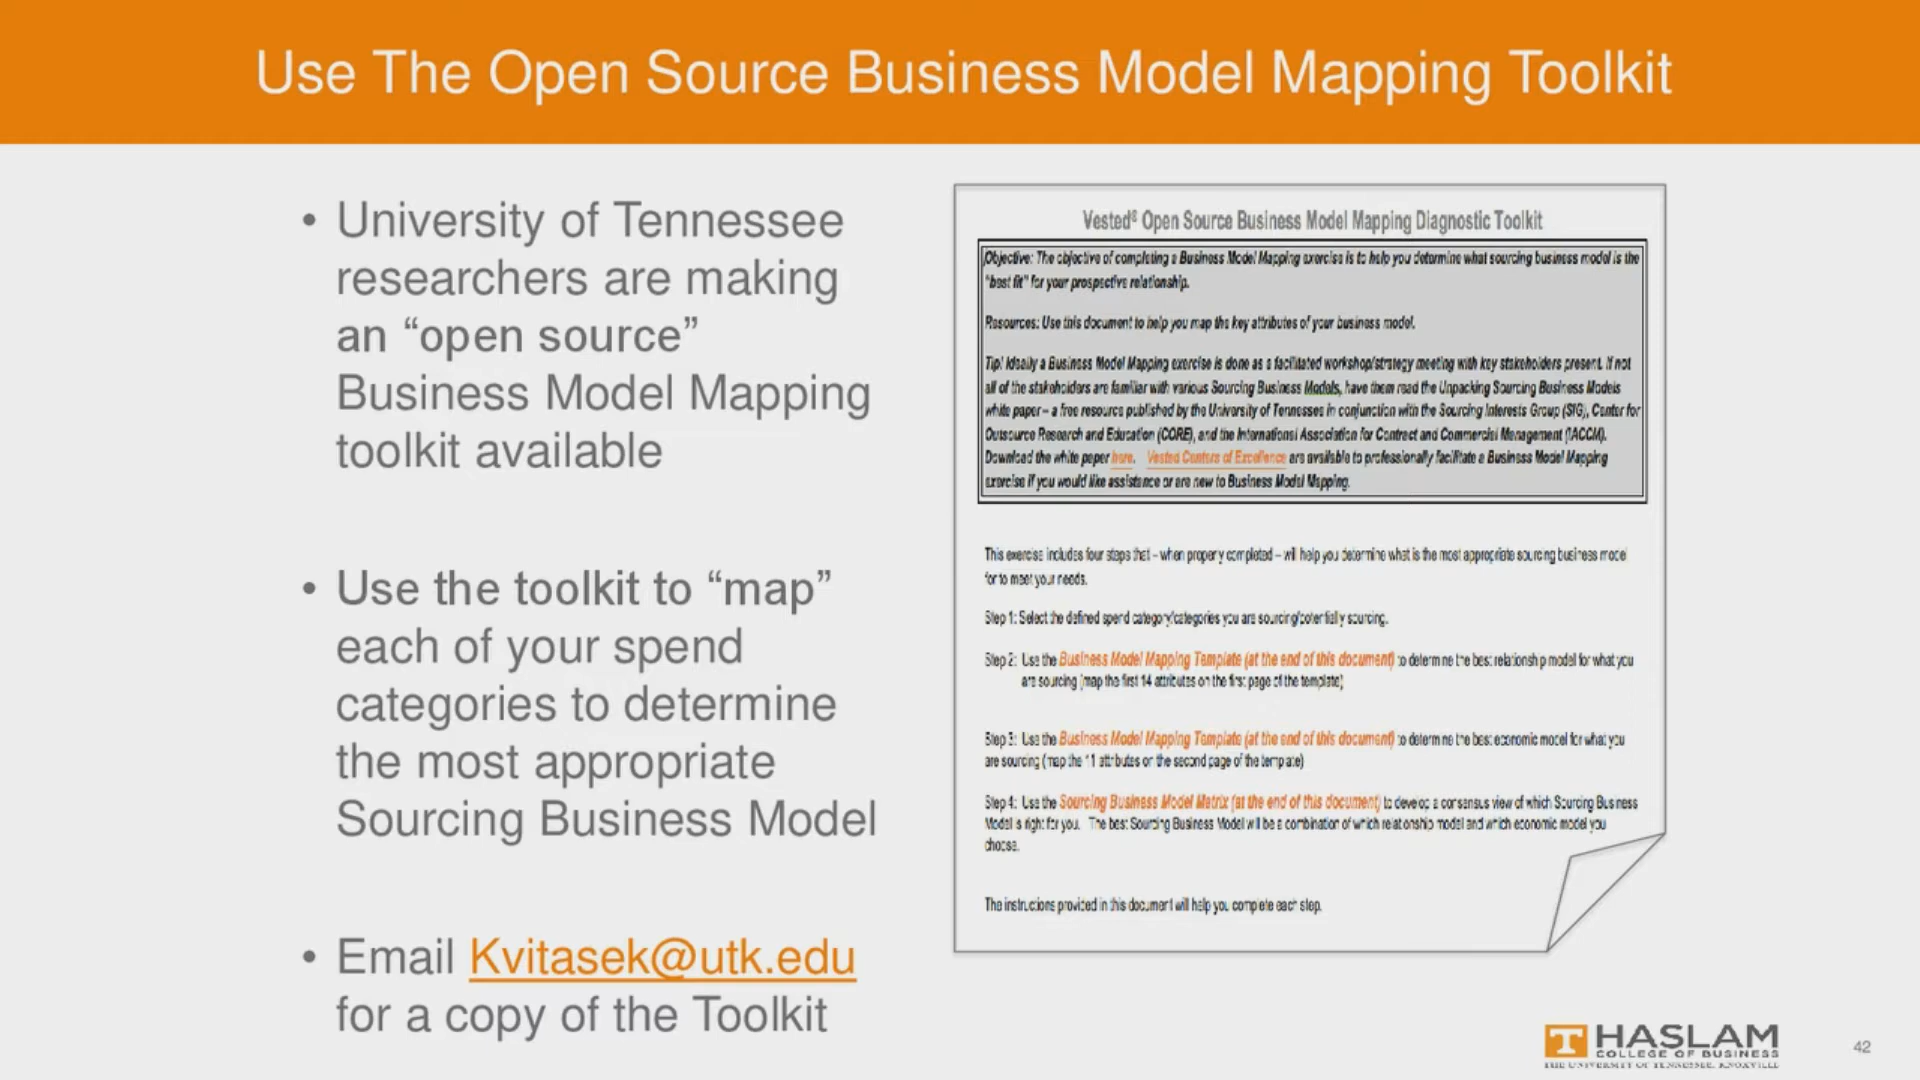 Use The Open Source Business Model Mapping Toolkit
• University of Tennessee
researchers are making
an “open source”
Business Model Mapping
toolkit available
• Use the toolkit to “map”
each of your spend
categories to determine
the most appropriate
Sourcing Business Model
• Email Kvitasek@utk.edu
for a copy of the Toolkit
Vested® Open Source Business Model Mapping Diagnostic Toolkit
Objective: The objective of completing a Business Model Mapping exercise is to help you determine what sourcing business model is the
“best fit” for your prospective relationship.
Resources: Use this document to help you map the key attributes of your business model.
Tip! Ideally a Business Model Mapping exercise is done as a facilitated workshop/strategy meeting with key stakeholders present. If not
all of the stakeholders are familiar with various Sourcing Business Models, have them read the Unpacking Sourcing Business Models
white paper – a free resource published by the University of Tennessee in conjunction with the Sourcing Interests Group (SIG), Center for
Outsource Research and Education (CORE), and the International Association for Contract and Commercial Management (IACCM).
Download the white paper here. Vested Centers of Excellence are available to professionally facilitate a Business Model Mapping
exercise if you would like assistance or are new to Business Model Mapping.
This exercise includes four steps that – when properly completed – will help you determine what is the most appropriate sourcing business model
for to meet your needs.
Step 1: Select the defined spend category/categories you are sourcing/potentially sourcing.
Step 2: Use the Business Model Mapping Template (at the end of this document) to determine the best relationship model for what you
are sourcing (map the first 14 attributes on the first page of the template)
Step 3: Use the Business Model Mapping Template (at the end of this document) to determine the best economic model for what you
are sourcing (map the 11 attributes on the second page of the template)
Step 4: Use the Sourcing Business Model Matrix (at the end of this document) to develop a consensus view of which Sourcing Business
Model is right for you. The best Sourcing Business Model will be a combination of which relationship model and which economic model you
choose.
The instructions provided in this document will help you complete each step.
T HASLAM
COLLEGE OF BUSINESS
THE UNIVERSITY OF TENNESSEE, KNOXVILLE
42